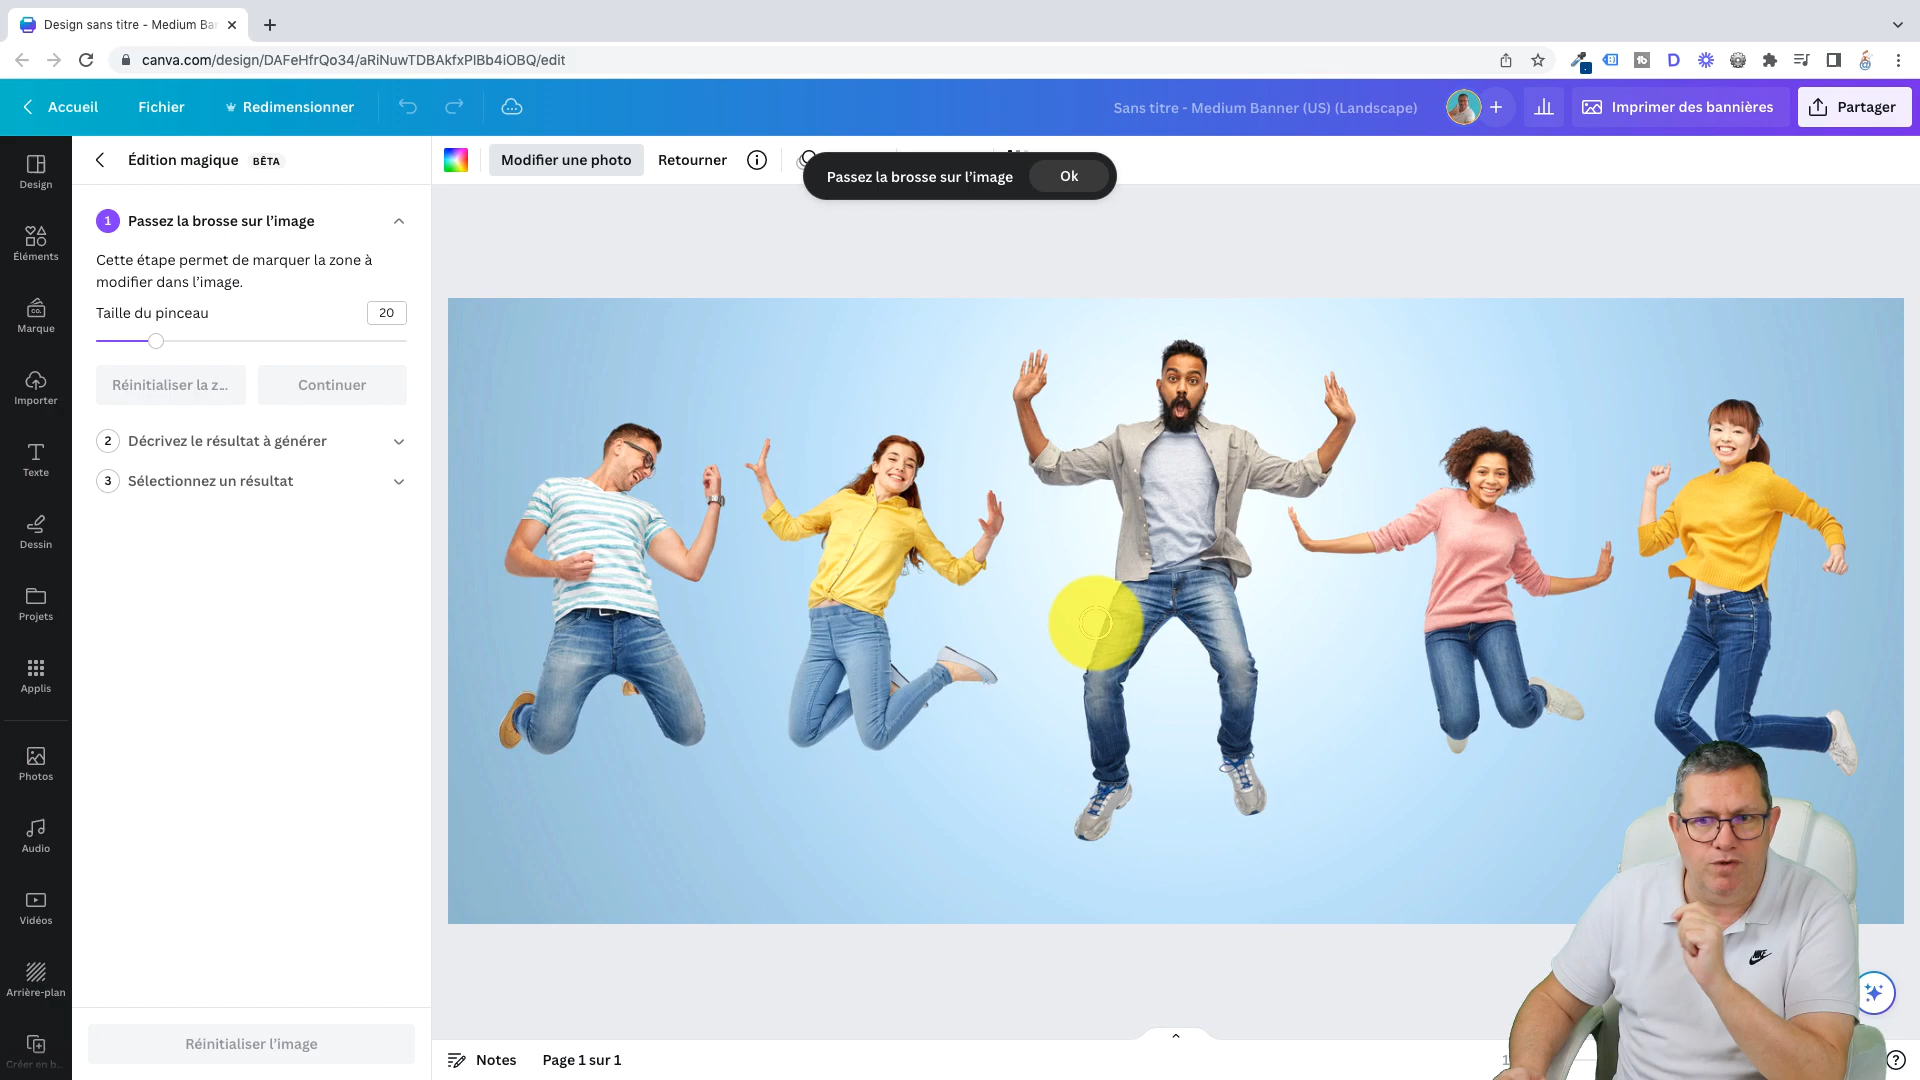 Design sans titre - Medium Ba
canva.com/design/DAFeHfrQo34/aRiNuwTDBAkfxPIBb4iOBQ/edit
Accueil
Fichier
Redimensionner
Sans titre - Medium Banner (US) (Landscape)
Imprimer des bannières
Partager
Édition magique BÊTA
Modifier une photo
Retourner
Passez la brosse sur l’image
Ok
Design
Éléments
Marque
Importer
Texte
Dessin
Projets
Applis
Photos
Audio
Vidéos
Arrière-plan
Créer en b...
1 Passez la brosse sur l’image
Cette étape permet de marquer la zone à
modifier dans l’image.
Taille du pinceau
20
Réinitialiser la z...
Continuer
2 Décrivez le résultat à générer
3 Sélectionnez un résultat
Réinitialiser l’image
Notes
Page 1 sur 1